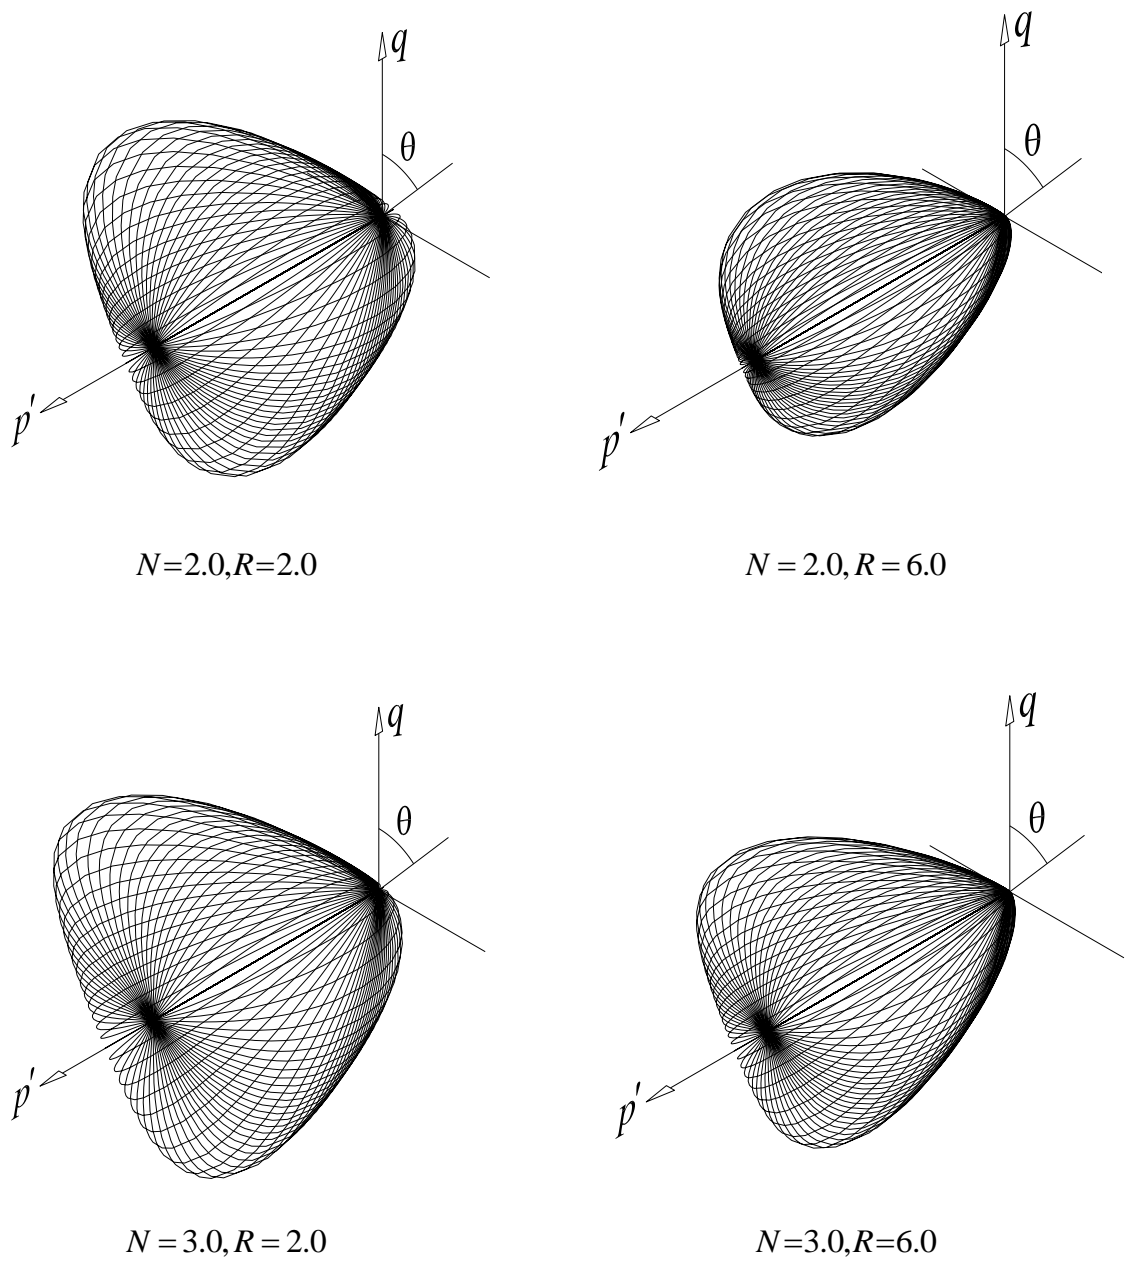 q
q
θ
θ
p'
p'
N=2.0,R=2.0
N = 2.0, R = 6.0
q
q
θ
θ
p'
p'
N = 3.0, R = 2.0
N=3.0,R=6.0